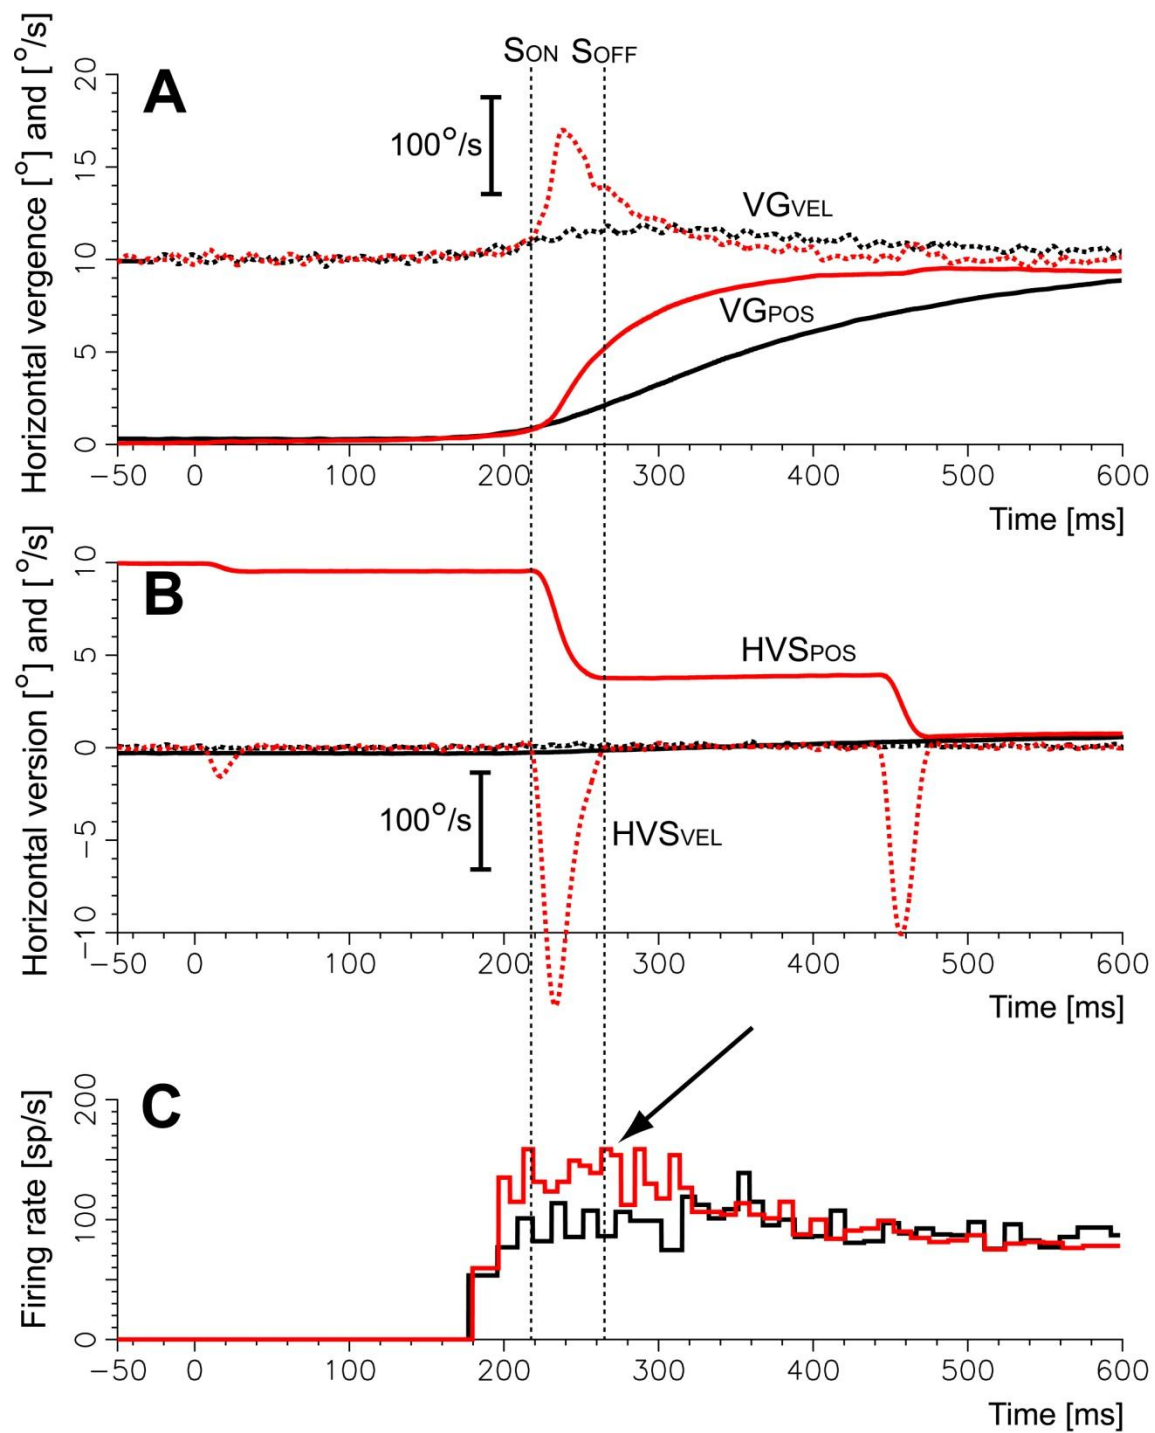 SON SOFF
A
Horizontal vergence [°] and [°/s]
20
15
10
5
0
100°/s
VGVEL
VGPOS
−50 0 100 200 300 400 500 600
Time [ms]
B
Horizontal version [°] and [°/s]
10
5
0
−5
−10
HVSPOS
100°/s
HVSVEL
−50 0 100 200 300 400 500 600
Time [ms]
C
Firing rate [sp/s]
200
100
0
−50 0 100 200 300 400 500 600
Time [ms]